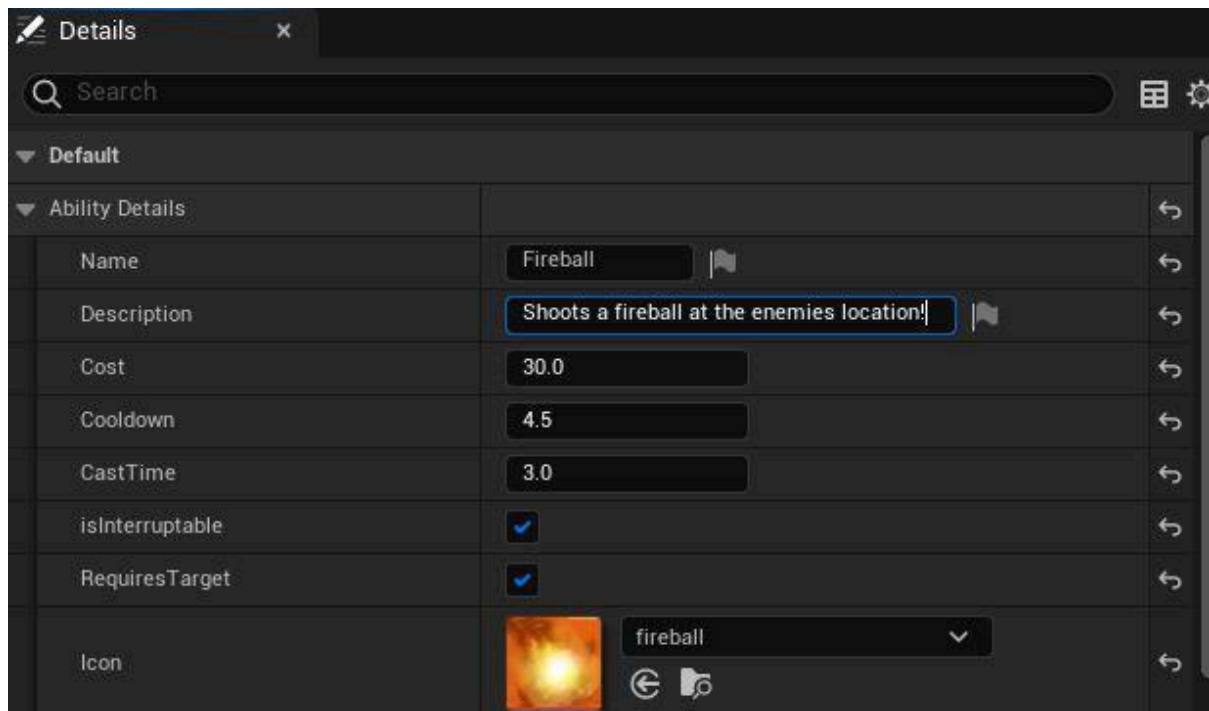 Details
Search
Default
Ability Details
Name Fireball
Description Shoots a fireball at the enemies location!
Cost 30.0
Cooldown 4.5
CastTime 3.0
isInterruptable
RequiresTarget
Icon fireball